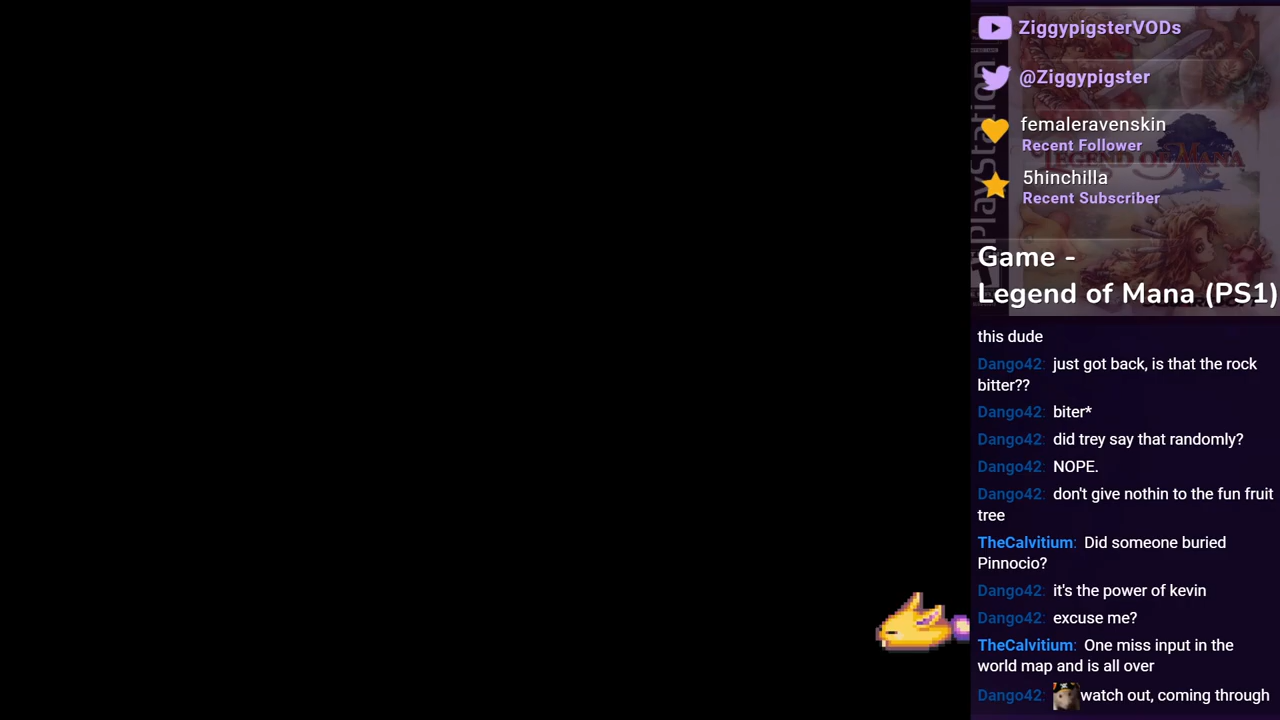 ZiggypigsterVODs
@Ziggypigster
femaleravenskin
Recent Follower
5hinchilla
Recent Subscriber
PlayStation
LEGEND OF MANA
Game -
Legend of Mana (PS1)
this dude
Dango42: just got back, is that the rock
bitter??
Dango42: biter*
Dango42: did trey say that randomly?
Dango42: NOPE.
Dango42: don't give nothin to the fun fruit
tree
TheCalvitium: Did someone buried
Pinnocio?
Dango42: it's the power of kevin
Dango42: excuse me?
TheCalvitium: One miss input in the
world map and is all over
Dango42: watch out, coming through